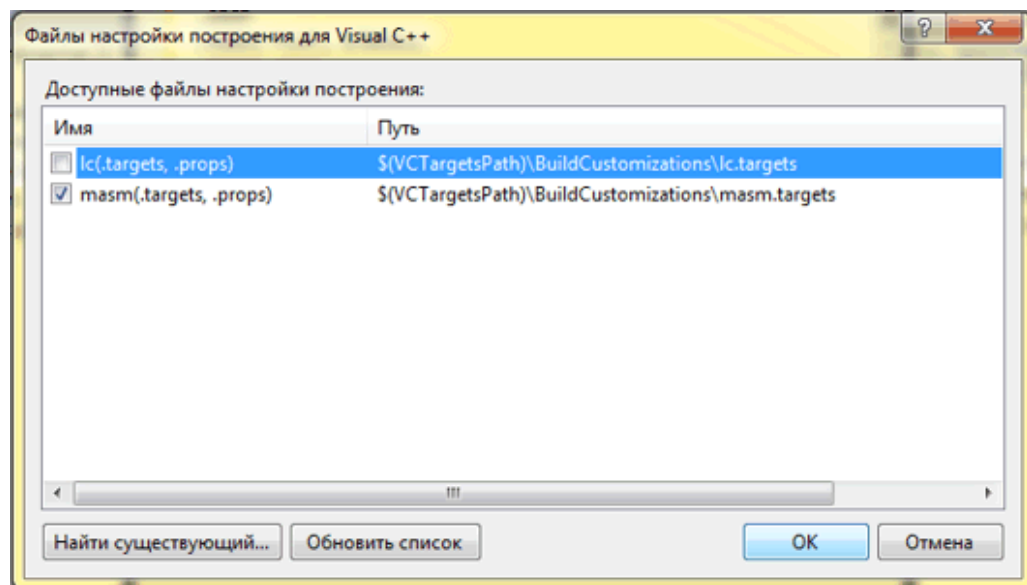 Файлы настройки построения для Visual C++
Доступные файлы настройки построения:
Имя Путь
lc(.targets, .props) $(VCTargetsPath)\BuildCustomizations\lc.targets
masm(.targets, .props) $(VCTargetsPath)\BuildCustomizations\masm.targets
Найти существующий... Обновить список ОК Отмена